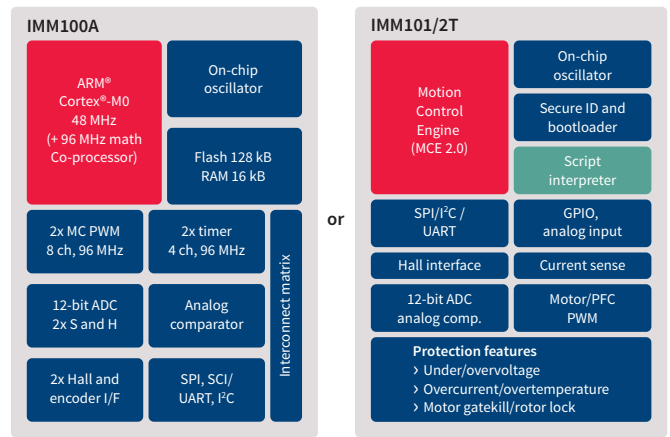 IMM100A
ARM®
Cortex®-M0
48 MHz
(+ 96 MHz math
Co-processor)
On-chip
oscillator
Flash 128 kB
RAM 16 kB
2x MC PWM
8 ch, 96 MHz
2x timer
4 ch, 96 MHz
12-bit ADC
2x S and H
Analog
comparator
2x Hall and
encoder I/F
SPI, SCI/
UART, I²C
Interconnect matrix
or
IMM101/2T
Motion
Control
Engine
(MCE 2.0)
On-chip
oscillator
Secure ID and
bootloader
Script
interpreter
SPI/I²C /
UART
GPIO,
analog input
Hall interface
Current sense
12-bit ADC
analog comp.
Motor/PFC
PWM
Protection features
› Under/overvoltage
› Overcurrent/overtemperature
› Motor gatekill/rotor lock